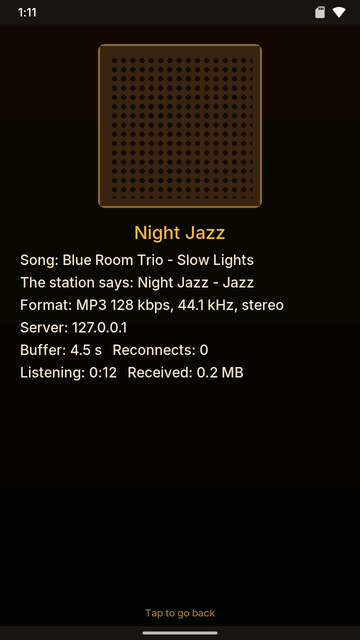 1:11
Night Jazz
Song: Blue Room Trio - Slow Lights
The station says: Night Jazz - Jazz
Format: MP3 128 kbps, 44.1 kHz, stereo
Server: 127.0.0.1
Buffer: 4.5 s   Reconnects: 0
Listening: 0:12   Received: 0.2 MB
Tap to go back